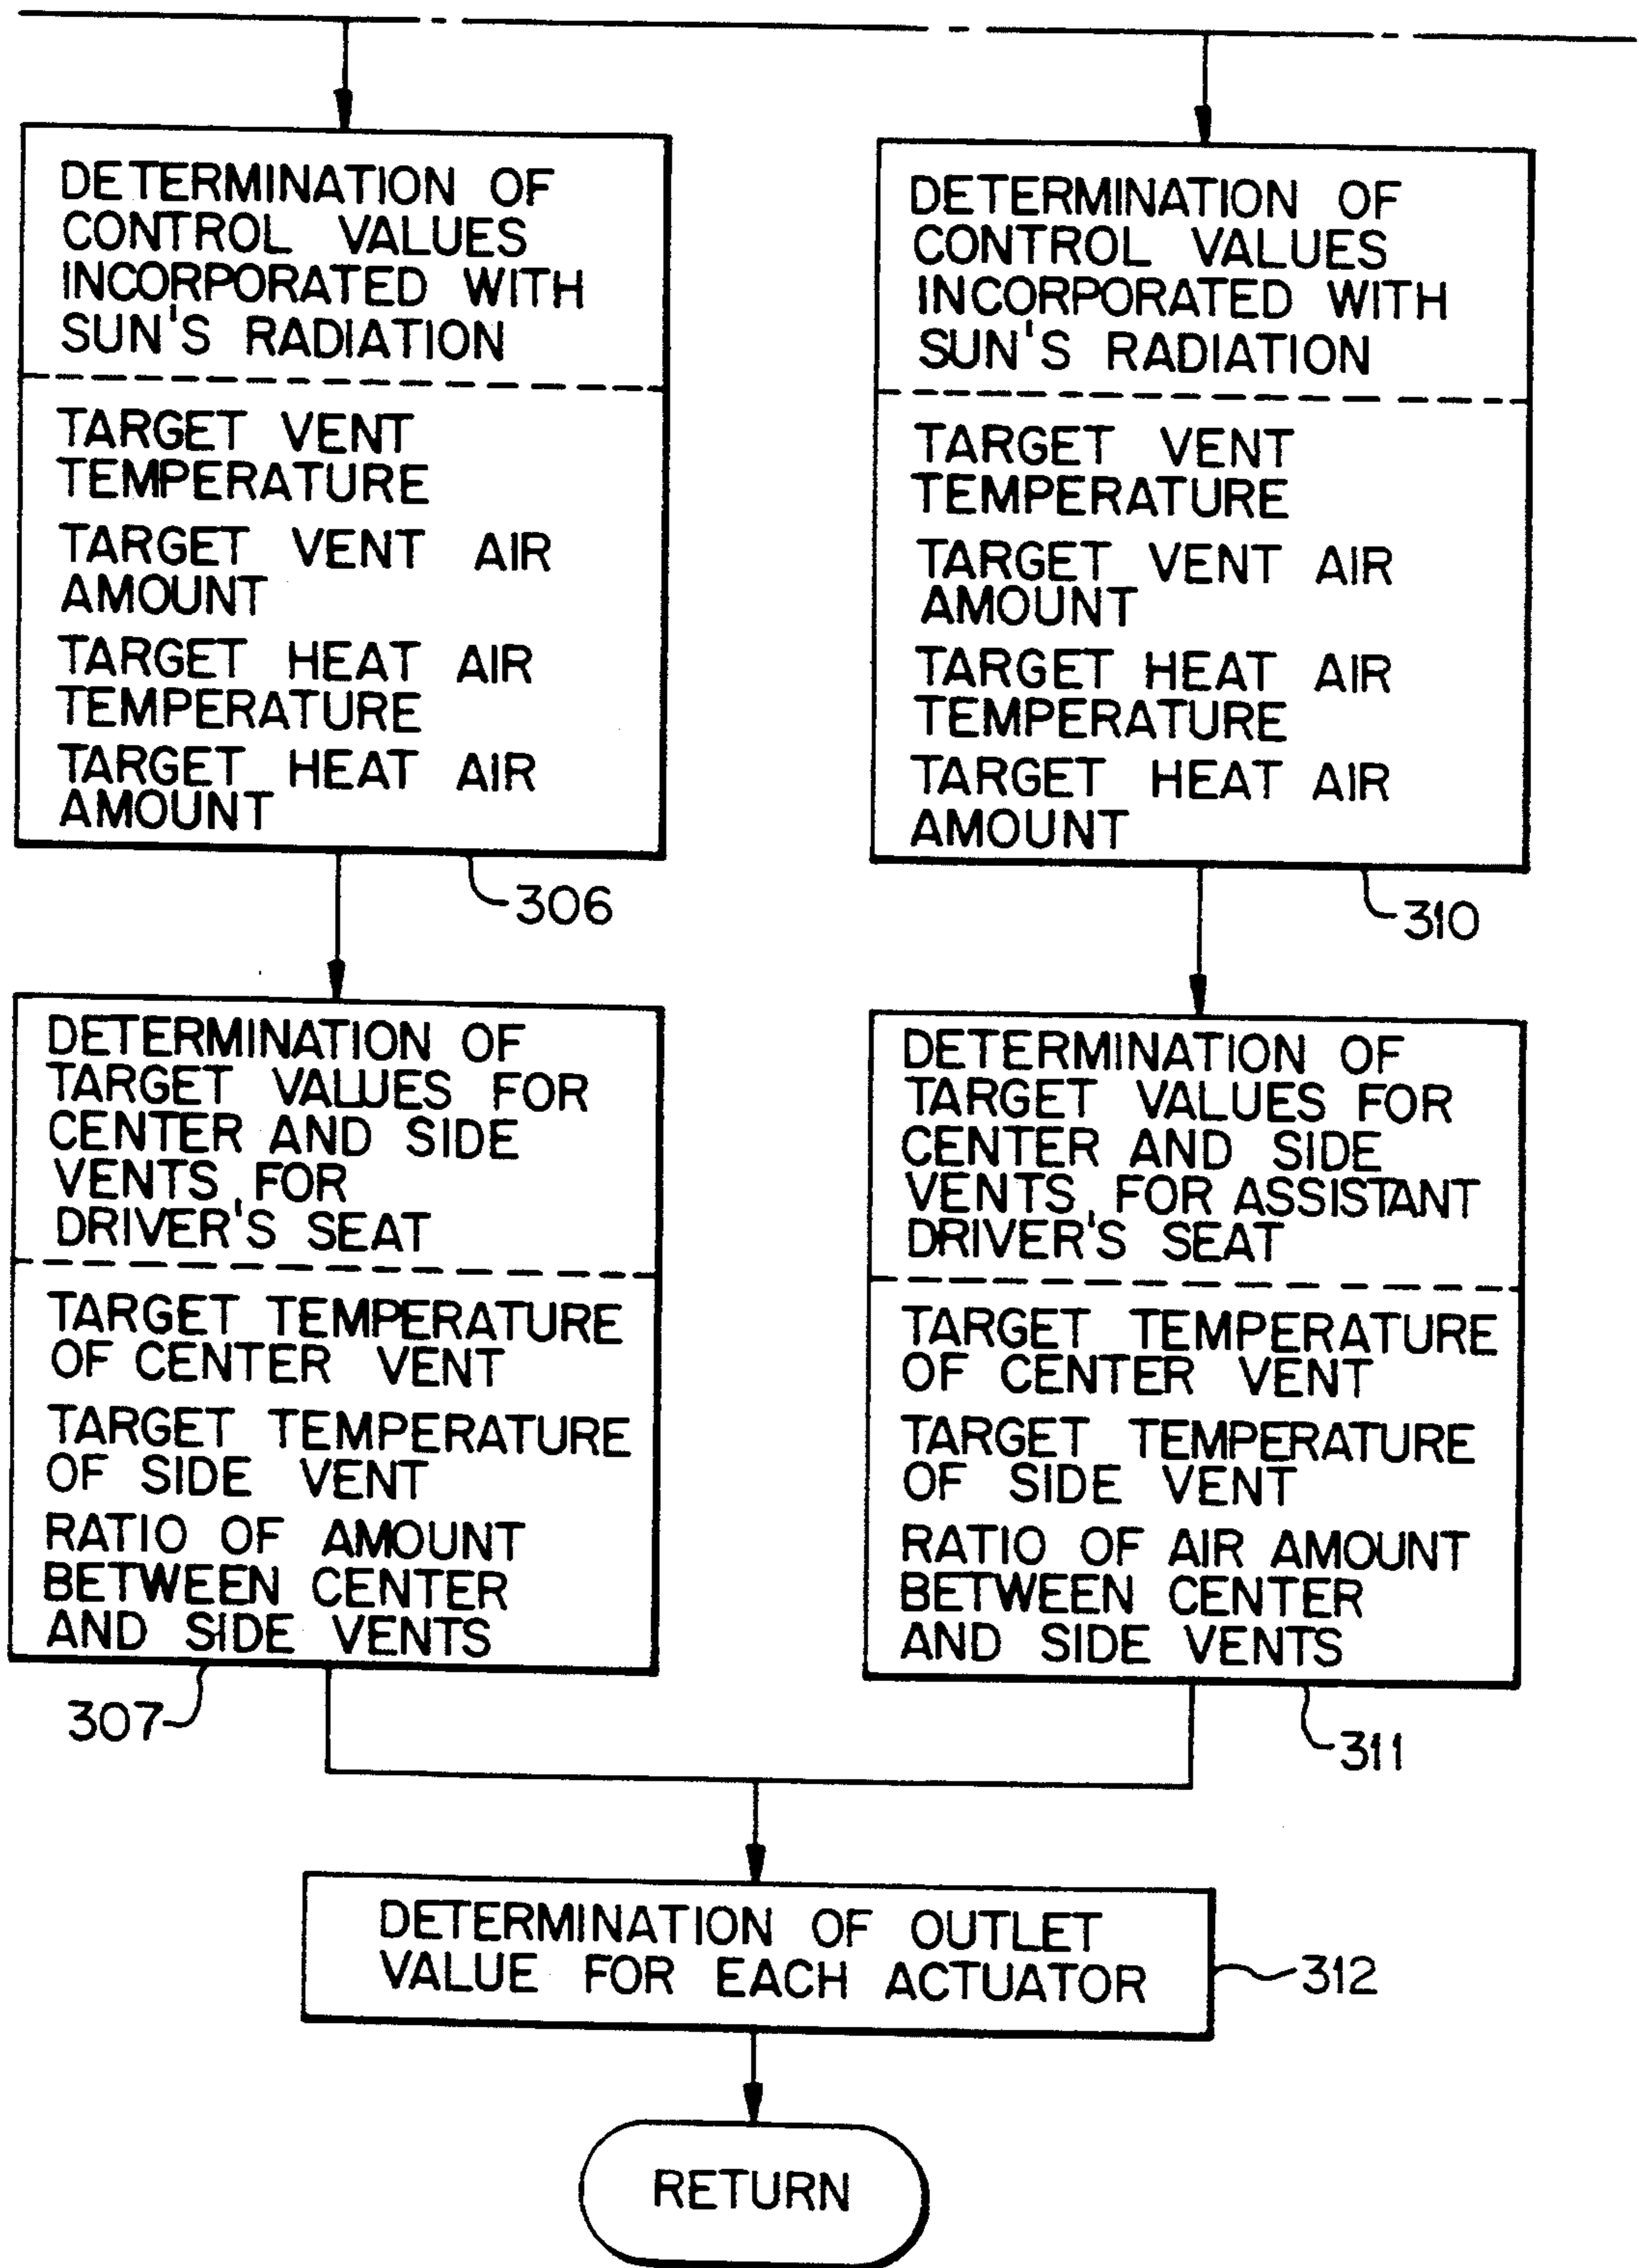 DETERMINATION OF
CONTROL VALUES
INCORPORATED WITH
SUN'S RADIATION
TARGET VENT
TEMPERATURE
TARGET VENT AIR
AMOUNT
TARGET HEAT AIR
TEMPERATURE
TARGET HEAT AIR
AMOUNT
306
DETERMINATION OF
CONTROL VALUES
INCORPORATED WITH
SUN'S RADIATION
TARGET VENT
TEMPERATURE
TARGET VENT AIR
AMOUNT
TARGET HEAT AIR
TEMPERATURE
TARGET HEAT AIR
AMOUNT
310
DETERMINATION OF
TARGET VALUES FOR
CENTER AND SIDE
VENTS, FOR
DRIVER'S SEAT
TARGET TEMPERATURE
OF CENTER VENT
TARGET TEMPERATURE
OF SIDE VENT
RATIO OF AMOUNT
BETWEEN CENTER
AND SIDE VENTS
307
DETERMINATION OF
TARGET VALUES FOR
CENTER AND SIDE
VENTS, FOR ASSISTANT
DRIVER'S SEAT
TARGET TEMPERATURE
OF CENTER VENT
TARGET TEMPERATURE
OF SIDE VENT
RATIO OF AIR AMOUNT
BETWEEN CENTER
AND SIDE VENTS
311
DETERMINATION OF OUTLET
VALUE FOR EACH ACTUATOR
312
RETURN